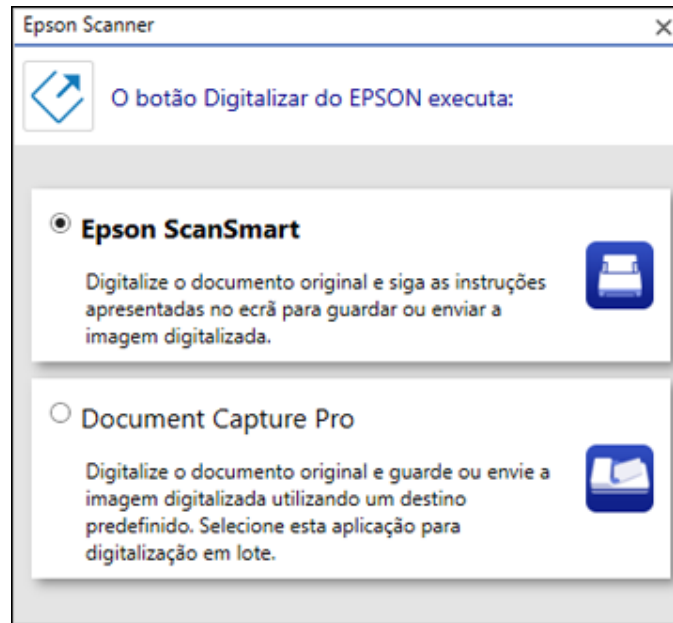 Epson Scanner
O botão Digitalizar do EPSON executa:
Epson ScanSmart
Digitalize o documento original e siga as instruções
apresentadas no ecrã para guardar ou enviar a
imagem digitalizada.
Document Capture Pro
Digitalize o documento original e guarde ou envie a
imagem digitalizada utilizando um destino
predefinido. Selecione esta aplicação para
digitalização em lote.